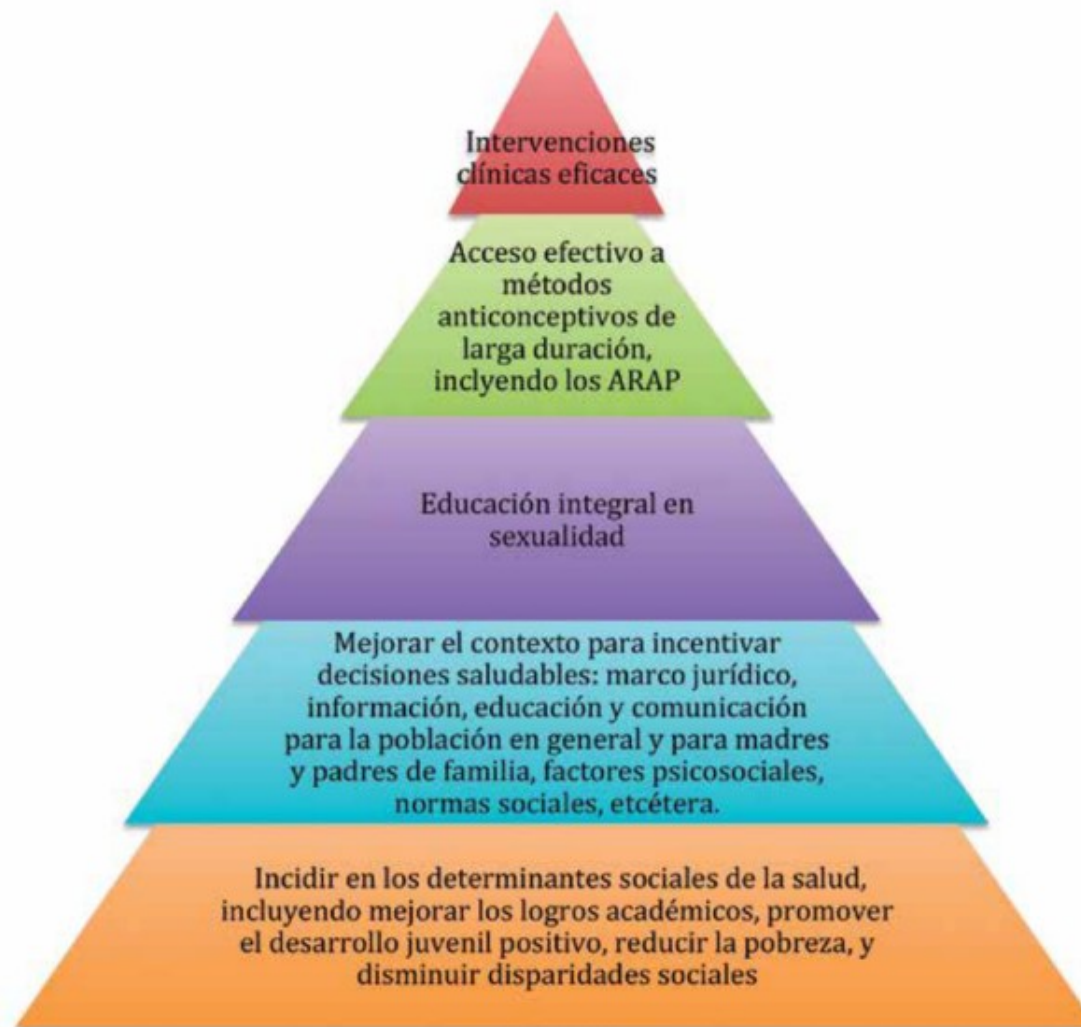 Intervenciones
clínicas eficaces
Acceso efectivo a
métodos
anticonceptivos de
larga duración,
inclyendo los ARAP
Educación integral en
sexualidad
Mejorar el contexto para incentivar
decisiones saludables: marco jurídico,
información, educación y comunicación
para la población en general y para madres
y padres de familia, factores psicosociales,
normas sociales, etcétera.
Incidir en los determinantes sociales de la salud,
incluyendo mejorar los logros académicos, promover
el desarrollo juvenil positivo, reducir la pobreza, y
disminuir disparidades sociales